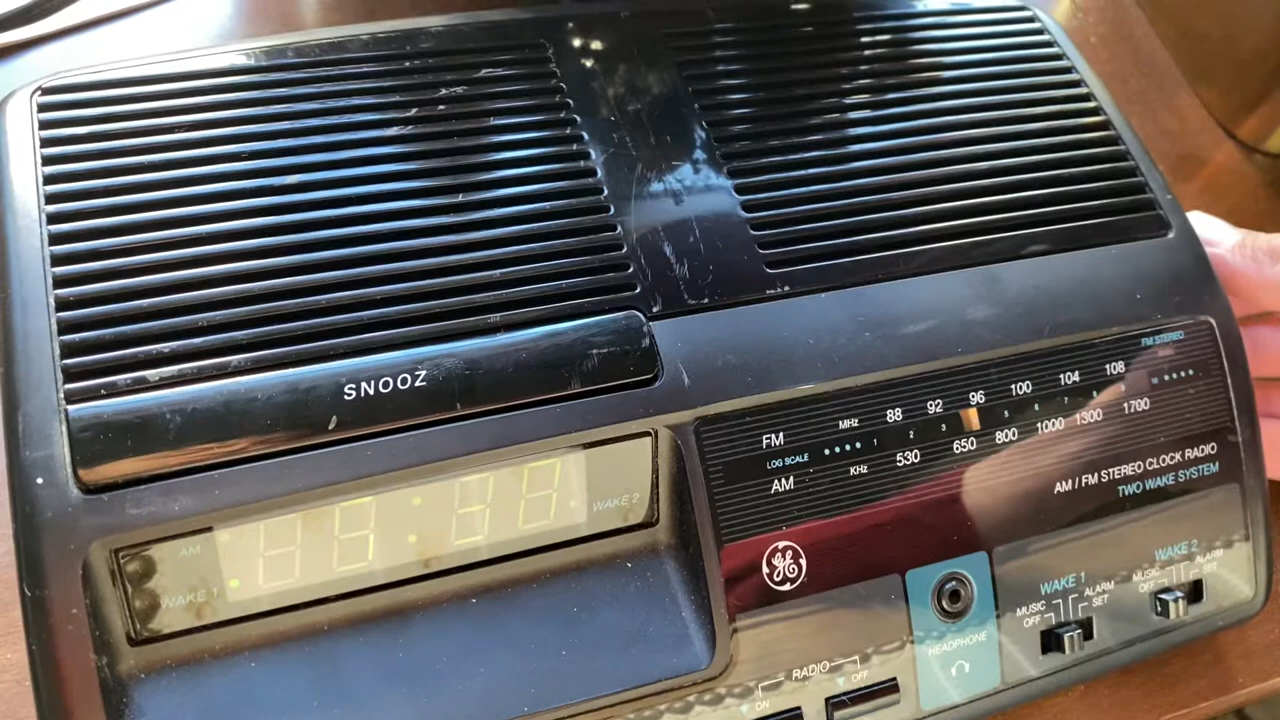 SNOOZ
FM STEREO
FM MHz 88 92 96 100 104 108
LOG SCALE 1 2 3 5 6 7 8 9
AM KHz 530 650 800 1000 1300 1700
AM / FM STEREO CLOCK RADIO
TWO WAKE SYSTEM
AM
WAKE 1
WAKE 2
GE
HEADPHONE
WAKE 1
MUSIC ALARM
OFF SET
WAKE 2
MUSIC ALARM
OFF SET
RADIO
ON OFF